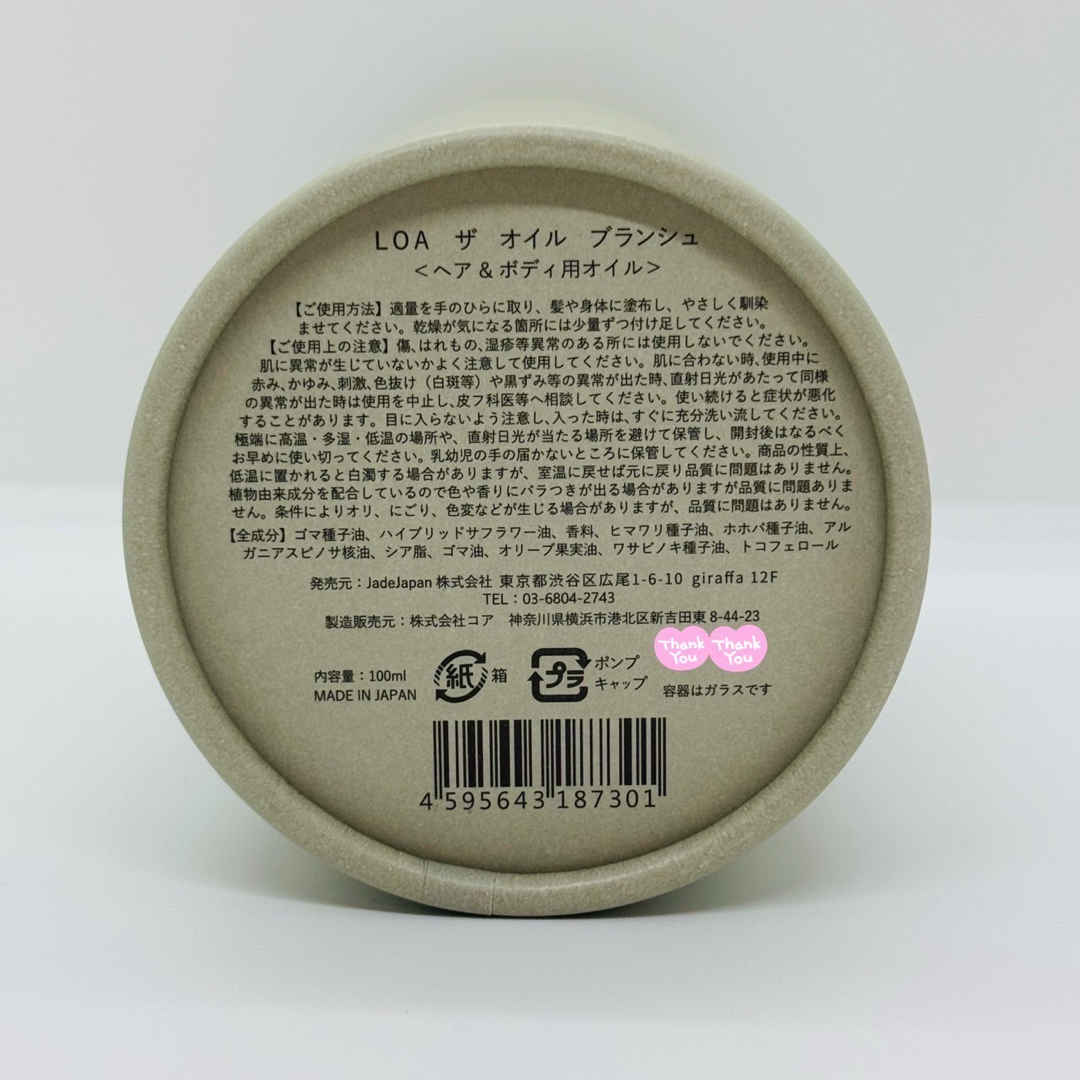 LOA ザ オイル ブランシュ
＜ヘア＆ボディ用オイル＞
【ご使用方法】適量を手のひらに取り、髪や身体に塗布し、やさしく馴染
ませてください。乾燥が気になる箇所には少量ずつ付け足してください。
【ご使用上の注意】傷、はれもの、湿疹等異常のある所には使用しないでください。
肌に異常が生じていないかよく注意して使用してください。肌に合わない時、使用中に
赤み、かゆみ、刺激、色抜け（白斑等）や黒ずみ等の異常が出た時、直射日光があたって同様
の異常が出た時は使用を中止し、皮フ科医等へ相談してください。使い続けると症状が悪化
することがあります。目に入らないよう注意し、入った時は、すぐに充分洗い流してください。
極端に高温・多湿・低温の場所や、直射日光が当たる場所を避けて保管し、開封後はなるべく
お早めに使い切ってください。乳幼児の手の届かないところに保管してください。商品の性質上、
低温に置かれると白濁する場合がありますが、室温に戻せば元に戻り品質に問題はありません。
植物由来成分を配合しているので色や香りにバラつきが出る場合がありますが品質に問題ありま
せん。条件によりオリ、にごり、色変などが生じる場合がありますが、品質に問題はありません。
【全成分】ゴマ種子油、ハイブリッドサフラワー油、香料、ヒマワリ種子油、ホホバ種子油、アル
ガニアスピノサ核油、シア脂、ゴマ油、オリーブ果実油、ワサビノキ種子油、トコフェロール
発売元：JadeJapan 株式会社 東京都渋谷区広尾1-6-10 giraffa 12F
TEL：03-6804-2743
製造販売元：株式会社コア 神奈川県横浜市港北区新吉田東 8-44-23
Thank You Thank You
内容量：100ml
MADE IN JAPAN
紙 箱
プラ ポンプ
キャップ
容器はガラスです
4 595643 187301